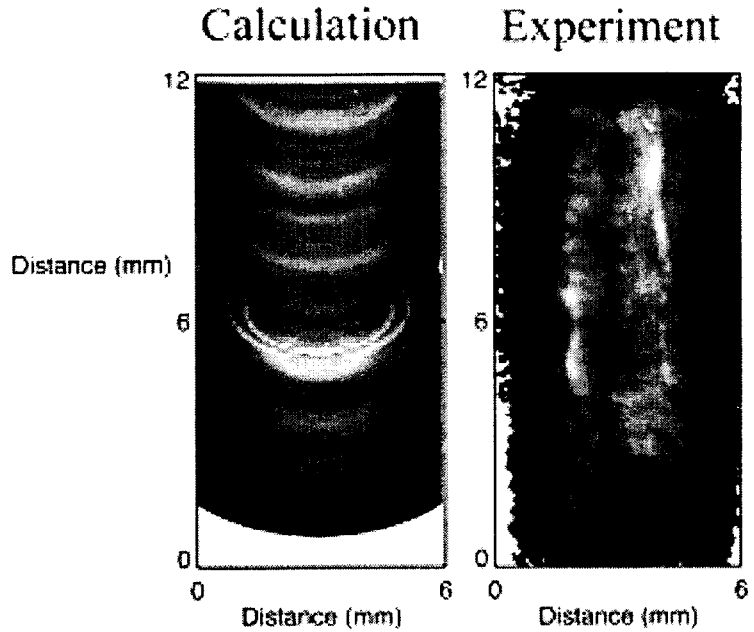 Calculation Experiment
12 12
Distance (mm)
6 6
0 0
0 6 0 6
Distance (mm) Distance (mm)